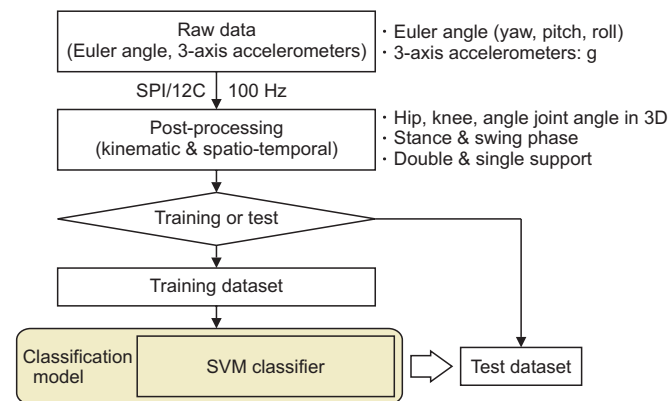 Raw data
(Euler angle, 3-axis accelerometers)
· Euler angle (yaw, pitch, roll)
· 3-axis accelerometers: g
SPI/12C
100 Hz
Post-processing
(kinematic & spatio-temporal)
· Hip, knee, angle joint angle in 3D
· Stance & swing phase
· Double & single support
Training or test
Training dataset
Classification
model
SVM classifier
Test dataset